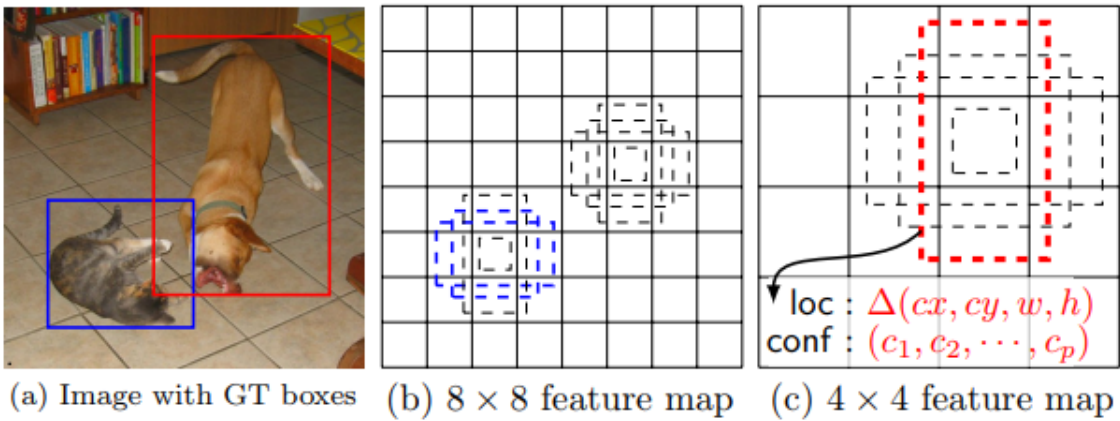 loc : Δ(cx, cy, w, h)
conf : (c₁, c₂, ⋯, cₚ)
(a) Image with GT boxes
(b) 8 × 8 feature map
(c) 4 × 4 feature map